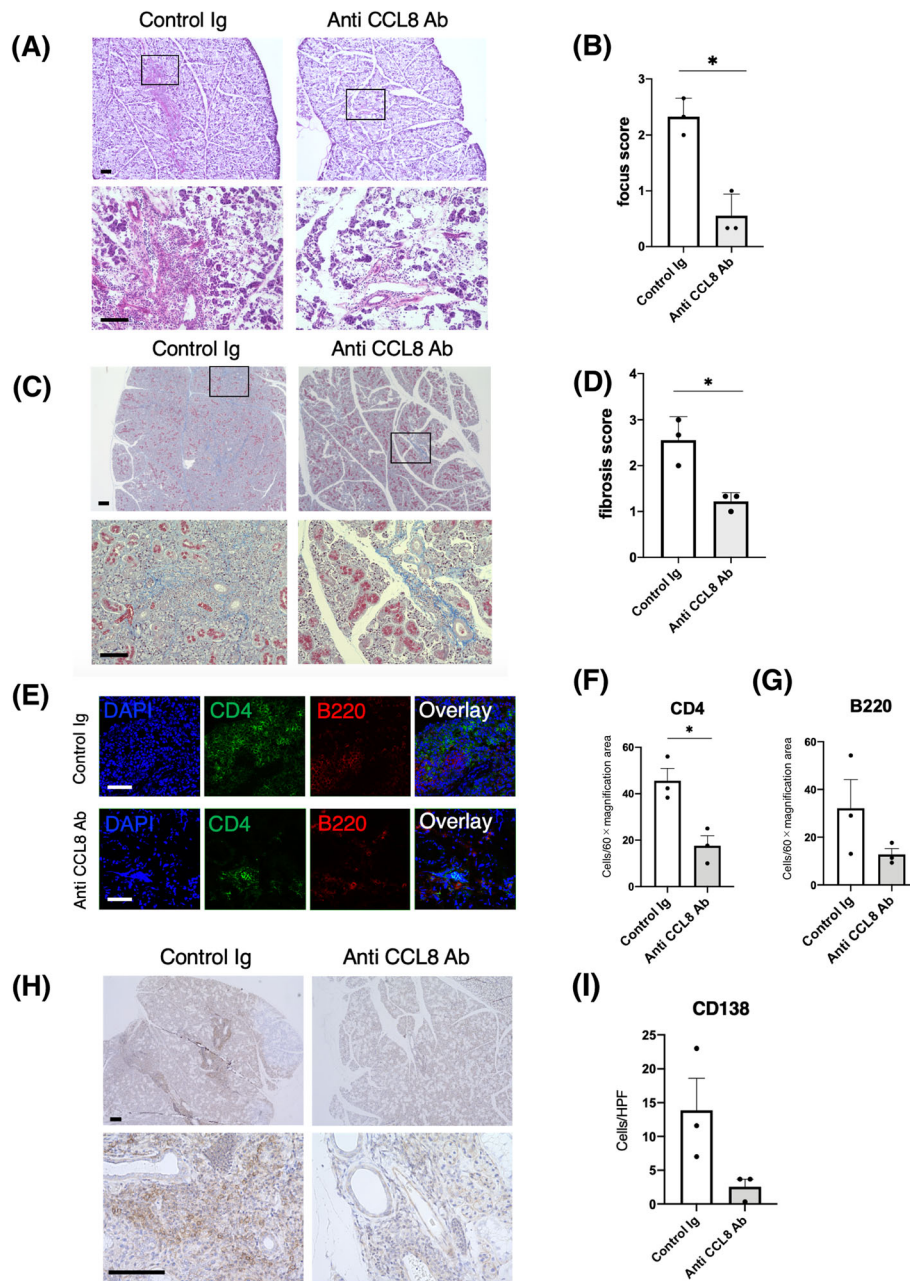 Control Ig
Anti CCL8 Ab
(A)
(B)
*
3
2
1
0
focus score
Control Ig
Anti CCL8 Ab
Control Ig
Anti CCL8 Ab
(C)
(D)
*
4
3
2
1
0
fibrosis score
Control Ig
Anti CCL8 Ab
(E)
Control Ig
DAPI
CD4
B220
Overlay
Anti CCL8 Ab
DAPI
CD4
B220
Overlay
(F)
CD4
*
60
40
20
0
Cells/60 × magnification area
Control Ig
Anti CCL8 Ab
(G)
B220
60
40
20
0
Cells/60 × magnification area
Control Ig
Anti CCL8 Ab
Control Ig
Anti CCL8 Ab
(H)
(I)
CD138
25
20
15
10
5
0
Cells/HPF
Control Ig
Anti CCL8 Ab